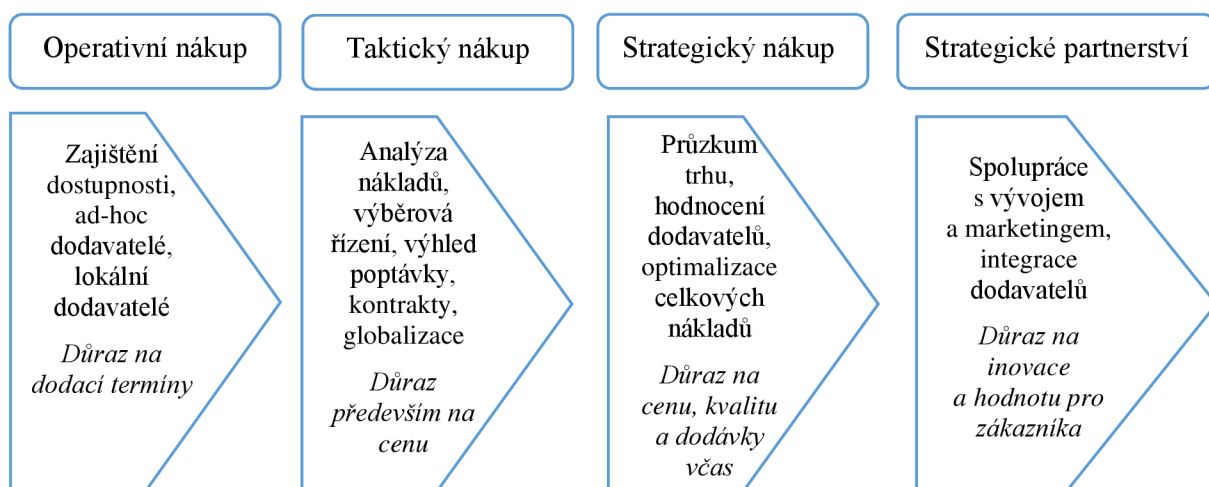 Operativní nákup
Taktický nákup
Strategický nákup
Strategické partnerství
Zajištění
dostupnosti,
ad-hoc
dodavatelé,
lokální
dodavatelé
Důraz na
dodací termíny
Analýza
nákladů,
výběrová
řízení, výhled
poptávky,
kontrakty,
globalizace
Důraz
především na
cenu
Průzkum
trhu,
hodnocení
dodavatelů,
optimalizace
celkových
nákladů
Důraz na
cenu, kvalitu
a dodávky
včas
Spolupráce
s vývojem
a marketingem,
integrace
dodavatelů
Důraz na
inovace
a hodnotu pro
zákazníka